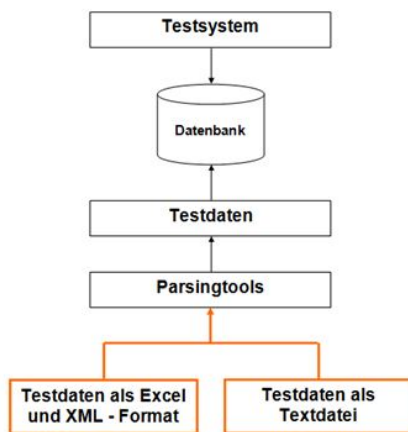 Testsystem
Datenbank
Testdaten
Parsingtools
Testdaten als Excel
und XML - Format
Testdaten als
Textdatei